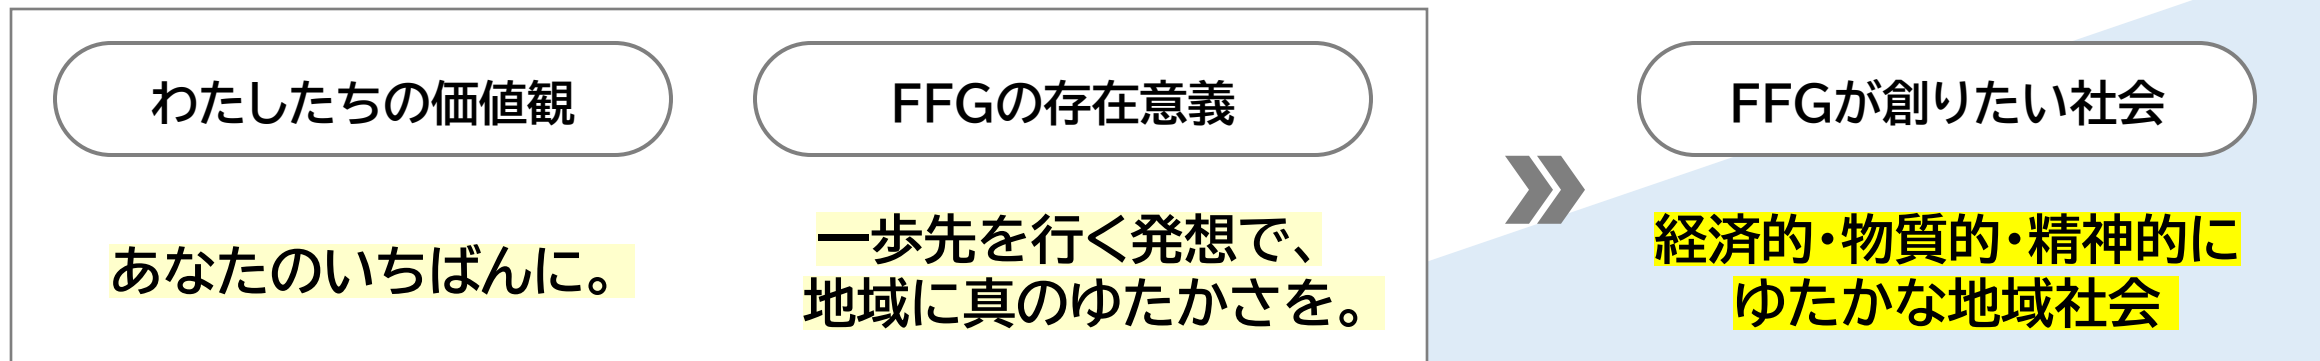 わたしたちの価値観
あなたのいちばんに。
FFGの存在意義
一歩先を行く発想で、
地域に真のゆたかさを。
FFGが創りたい社会
経済的・物質的・精神的に
ゆたかな地域社会